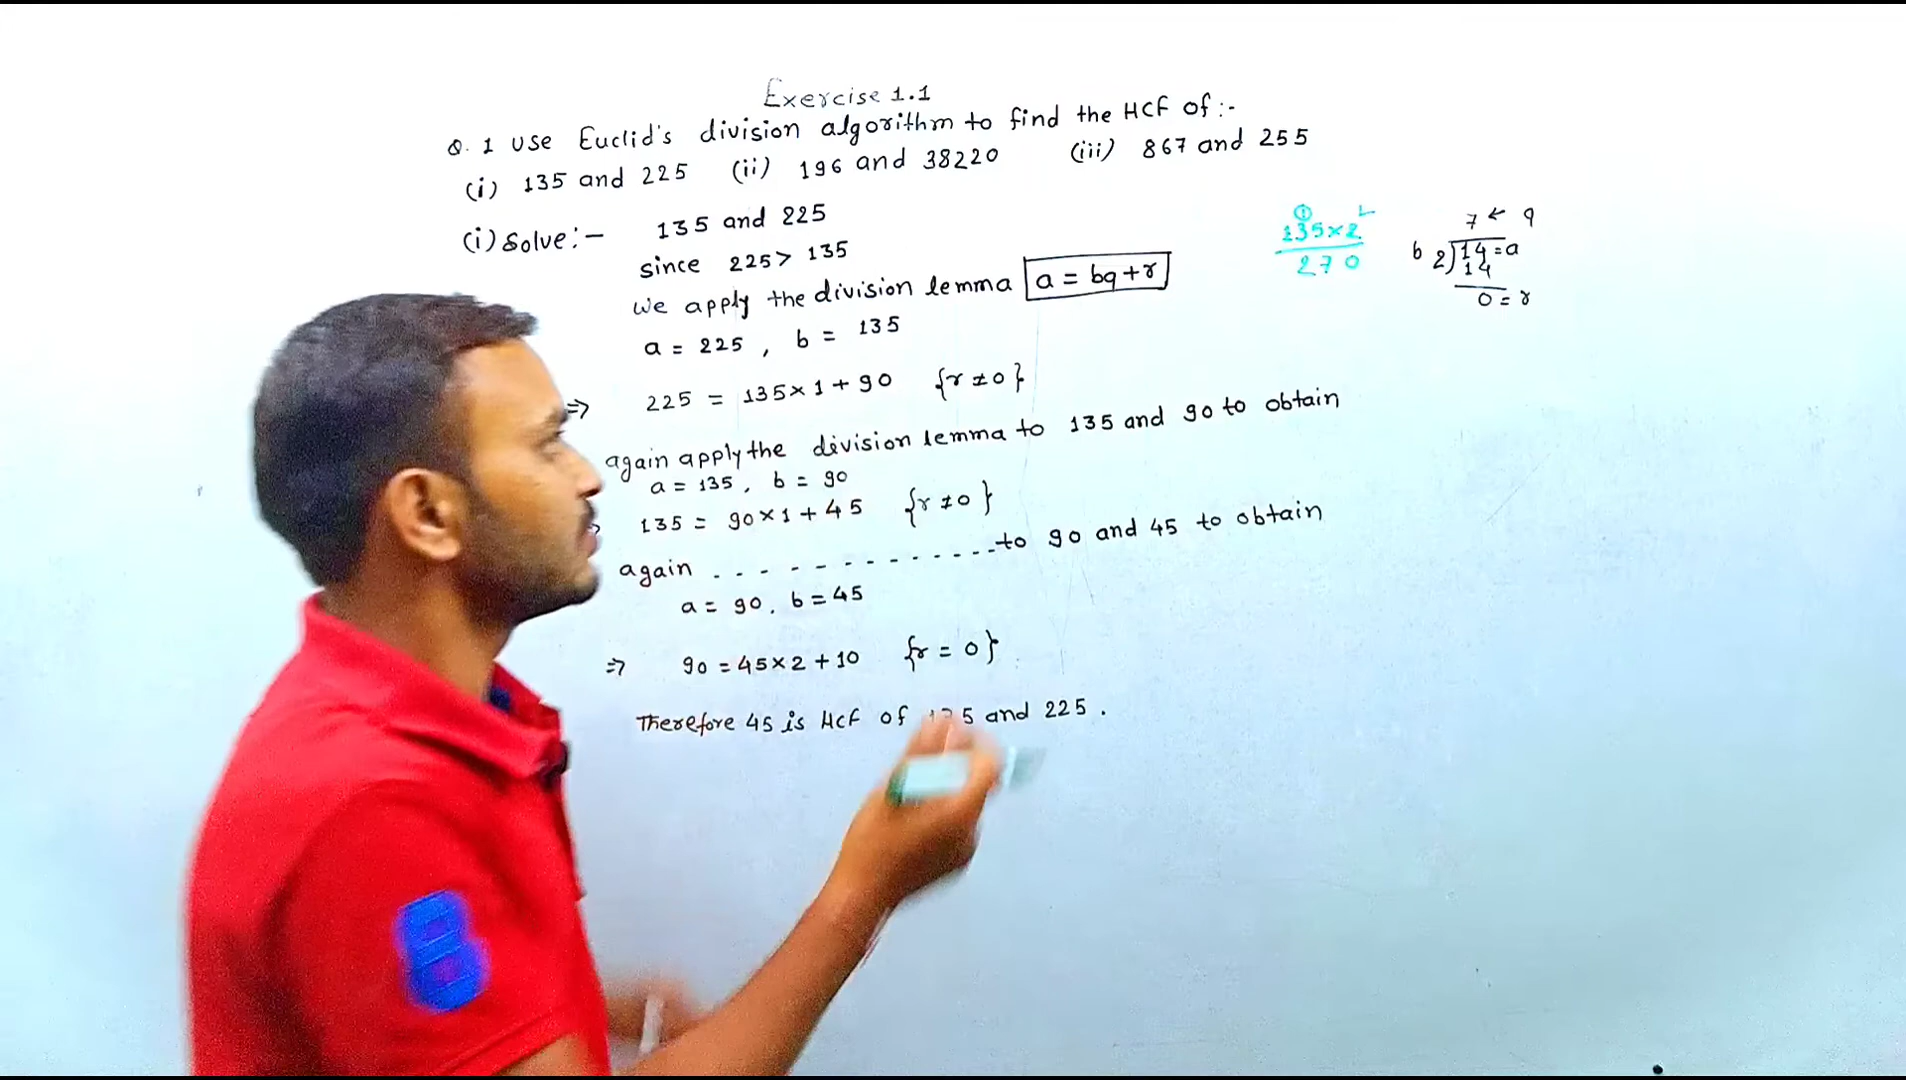 Exercise 1.1
Q. 1 Use Euclid's division algorithm to find the HCF of :-
(i) 135 and 225 (ii) 196 and 38220 (iii) 867 and 255
(i) Solve :- 135 and 225
since 225 > 135
We apply the division lemma a = bq + r
a = 225 , b = 135
⇒ 225 = 135 × 1 + 90 {r ≠ 0}
again apply the division lemma to 135 and 90 to obtain
a = 135 , b = 90
⇒ 135 = 90 × 1 + 45 {r ≠ 0}
again - - - - - - - - - - - - to 90 and 45 to obtain
a = 90 , b = 45
⇒ 90 = 45 × 2 + 10 {r = 0}
Therefore 45 is HCF of 135 and 225 .
1
135 × 2
270
7 ← q
b 2)14 = a
14
0 = r